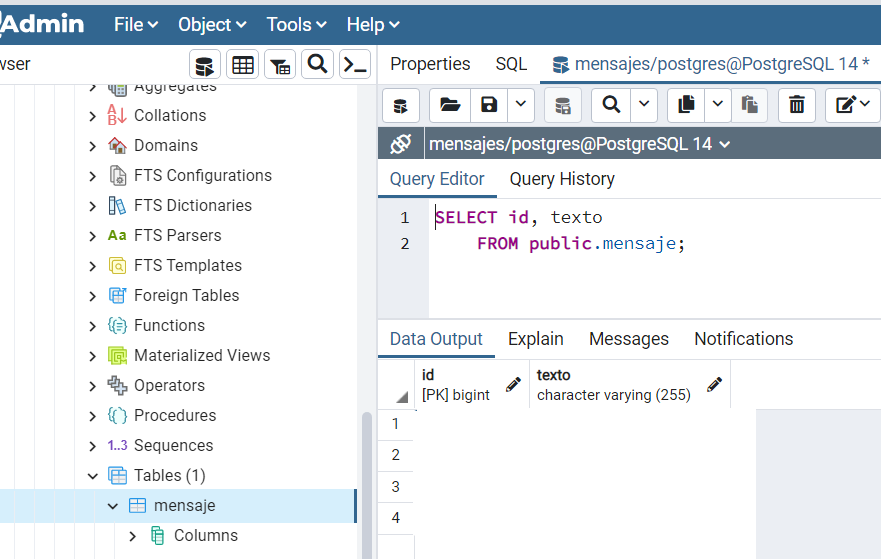 Admin File Object Tools Help
wser
Properties SQL mensajes/postgres@PostgreSQL 14 *
Aggregates
Collations
Domains
FTS Configurations
FTS Dictionaries
Aa FTS Parsers
FTS Templates
Foreign Tables
Functions
Materialized Views
Operators
Procedures
1..3 Sequences
Tables (1)
mensaje
Columns
mensajes/postgres@PostgreSQL 14
Query Editor Query History
1 SELECT id, texto
2 FROM public.mensaje;
Data Output Explain Messages Notifications
id
[PK] bigint
texto
character varying (255)
1
2
3
4